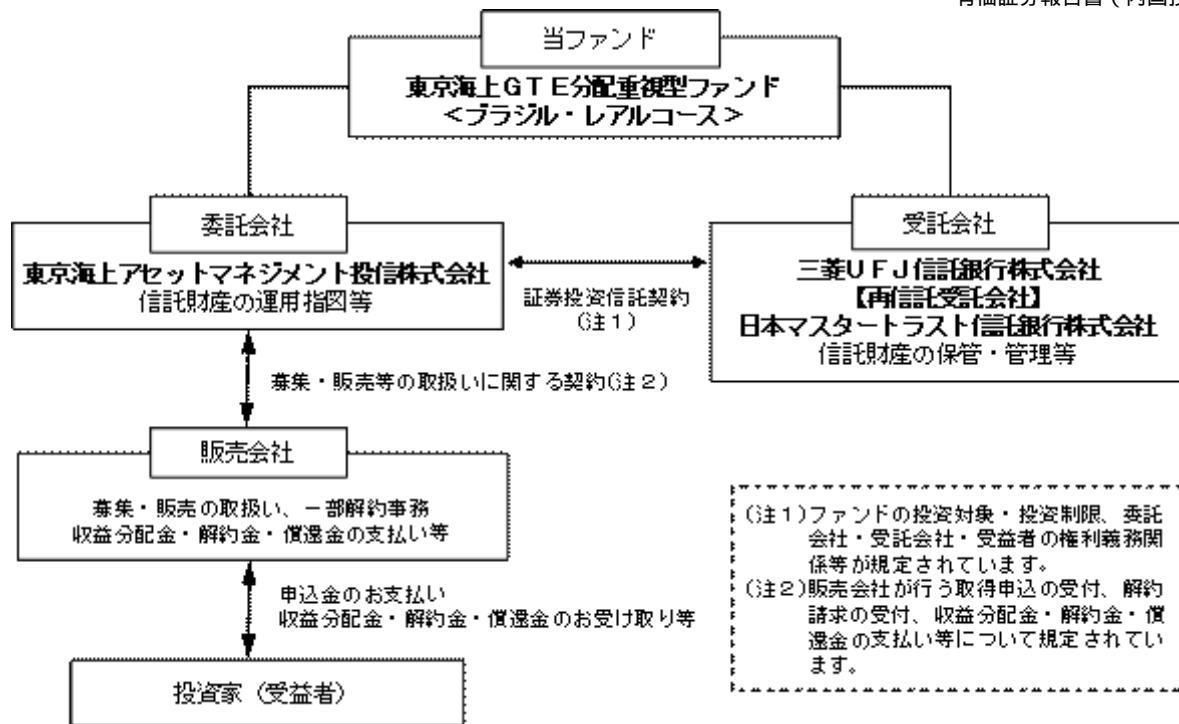 有価証券報告書（内国投
当ファンド
東京海上ＧＴＥ分配重視型ファンド
＜ブラジル・レアルコース＞
委託会社
東京海上アセットマネジメント投信株式会社
信託財産の運用指図等
証券投資信託契約
(注１)
受託会社
三菱ＵＦＪ信託銀行株式会社
【再信託受託会社】
日本マスタートラスト信託銀行株式会社
信託財産の保管・管理等
募集・販売等の取扱いに関する契約(注２)
販売会社
募集・販売の取扱い、一部解約事務
収益分配金・解約金・償還金の支払い等
申込金のお支払い
収益分配金・解約金・償還金のお受け取り等
投資家（受益者）
(注１)ファンドの投資対象・投資制限、委託
会社・受託会社・受益者の権利義務関
係等が規定されています。
(注２)販売会社が行う取得申込の受付、解約
請求の受付、収益分配金・解約金・償
還金の支払い等について規定されてい
ます。